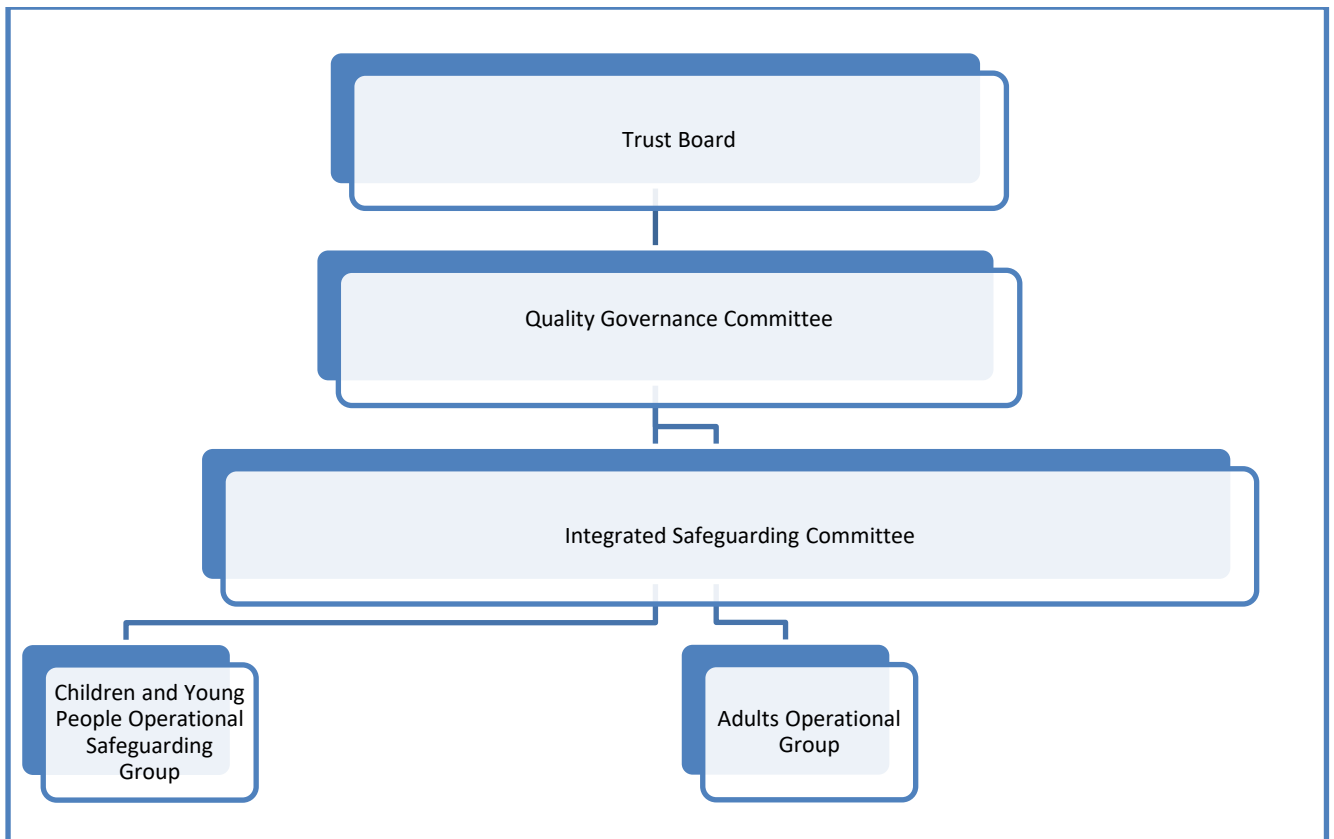 Trust Board
Quality Governance Committee
Integrated Safeguarding Committee
Children and Young
People Operational
Safeguarding
Group
Adults Operational
Group